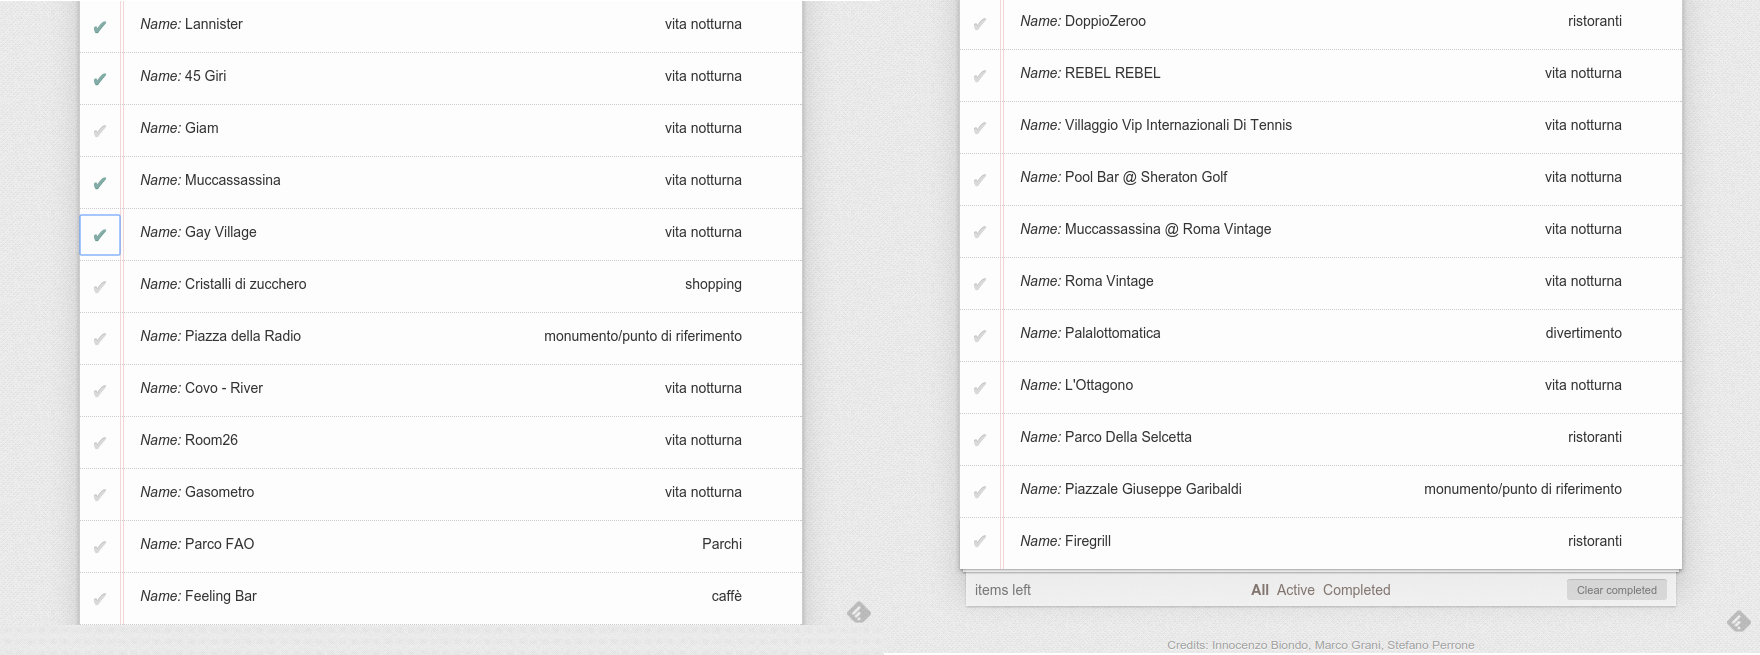 Name: Lannister vita notturna
Name: 45 Giri vita notturna
Name: Giam vita notturna
Name: Muccassassina vita notturna
Name: Gay Village vita notturna
Name: Cristalli di zucchero shopping
Name: Piazza della Radio monumento/punto di riferimento
Name: Covo - River vita notturna
Name: Room26 vita notturna
Name: Gasometro vita notturna
Name: Parco FAO Parchi
Name: Feeling Bar caffè
Name: DoppioZeroo ristoranti
Name: REBEL REBEL vita notturna
Name: Villaggio Vip Internazionali Di Tennis vita notturna
Name: Pool Bar @ Sheraton Golf vita notturna
Name: Muccassassina @ Roma Vintage vita notturna
Name: Roma Vintage vita notturna
Name: Palalottomatica divertimento
Name: L'Ottagono vita notturna
Name: Parco Della Selcetta ristoranti
Name: Piazzale Giuseppe Garibaldi monumento/punto di riferimento
Name: Firegrill ristoranti
items left All Active Completed Clear completed
Credits: Innocenzo Biondo, Marco Grani, Stefano Perrone